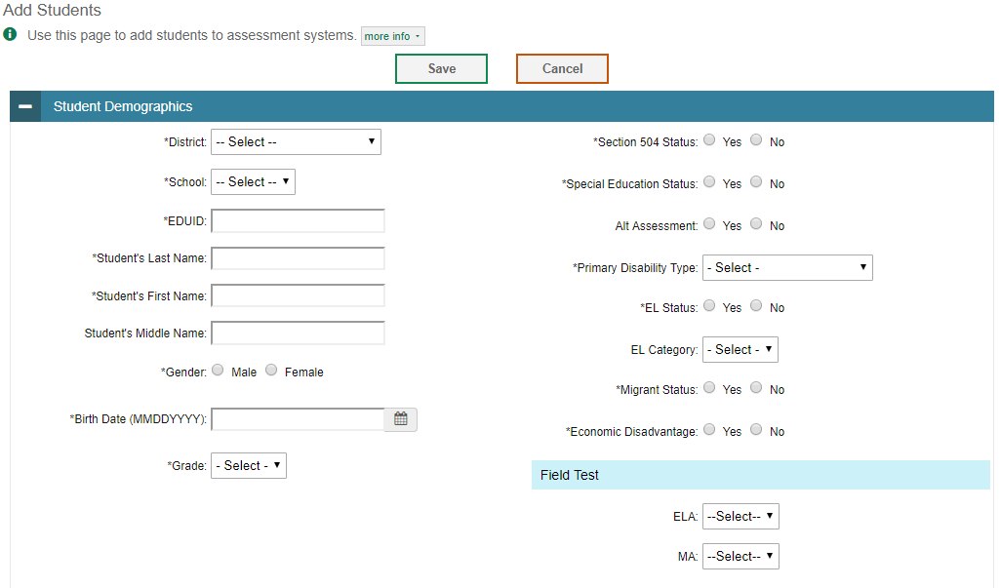 Add Students
Use this page to add students to assessment systems. more info -
Save Cancel
Student Demographics
*District: -- Select --
*School: -- Select --
*EDUID:
*Student's Last Name:
*Student's First Name:
Student's Middle Name:
*Gender: Male Female
*Birth Date (MMDDYYYY):
*Grade: - Select -
*Section 504 Status: Yes No
*Special Education Status: Yes No
Alt Assessment: Yes No
*Primary Disability Type: - Select -
*EL Status: Yes No
EL Category: - Select -
*Migrant Status: Yes No
*Economic Disadvantage: Yes No
Field Test
ELA: --Select--
MA: --Select--